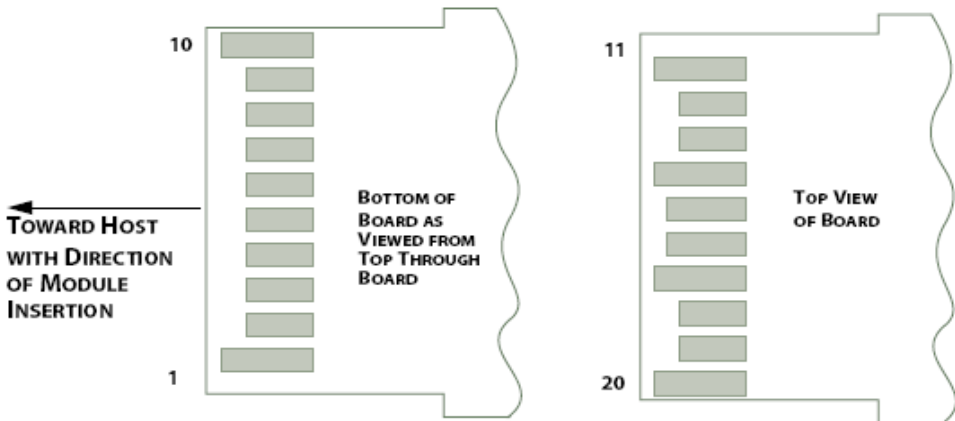 10
1
TOWARD HOST
WITH DIRECTION
OF MODULE
INSERTION
BOTTOM OF
BOARD AS
VIEWED FROM
TOP THROUGH
BOARD
11
20
TOP VIEW
OF BOARD